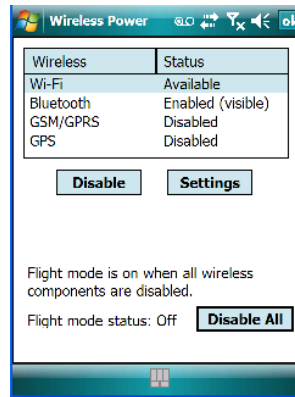 Wireless Power ok
Wireless Status
Wi-Fi Available
Bluetooth Enabled (visible)
GSM/GPRS Disabled
GPS Disabled
Disable Settings
Flight mode is on when all wireless
components are disabled.
Flight mode status: Off Disable All